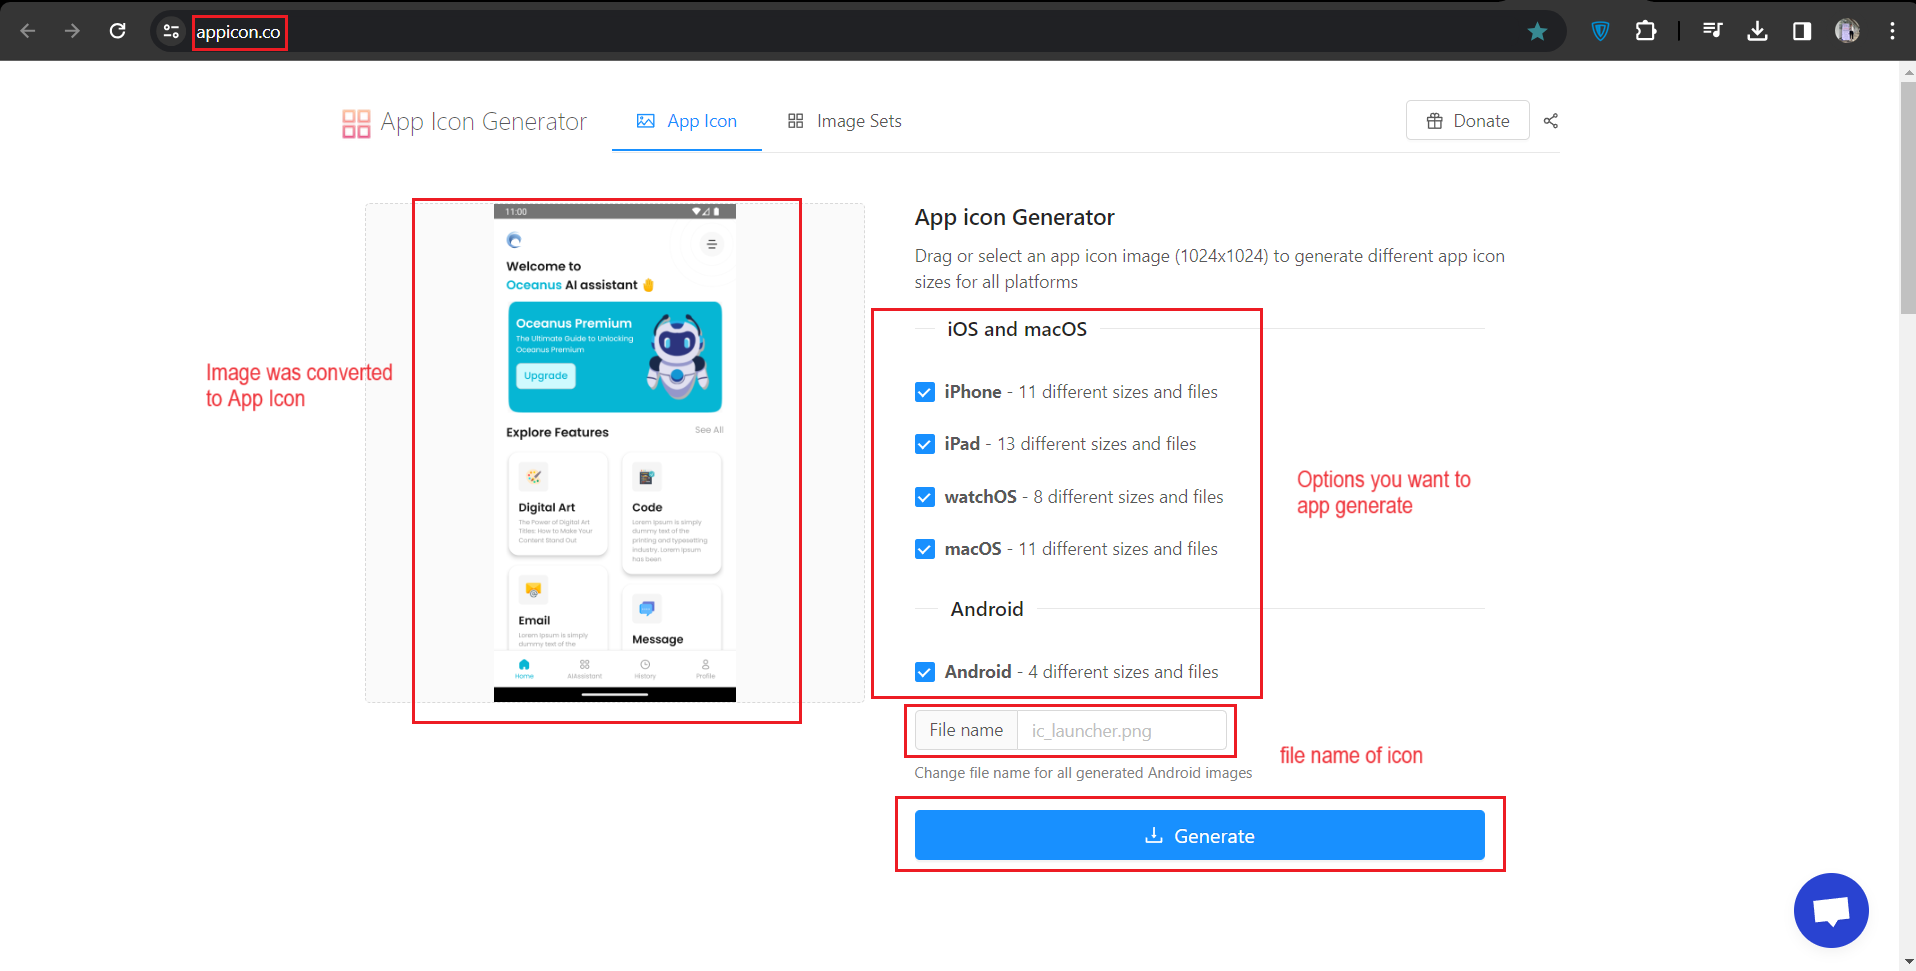 appicon.co
App Icon Generator
App Icon
Image Sets
Donate
11:00
Welcome to
Oceanus AI assistant
Oceanus Premium
The Ultimate Guide to Unlocking
Oceanus Premium
Upgrade
Explore Features
See All
Digital Art
The Power of Digital Art
Titles: How to Make Your
Content Stand Out
Code
Lorem Ipsum is simply
dummy text of the
printing and typesetting
industry. Lorem Ipsum
has been
Email
Lorem Ipsum is simply
dummy text of the
Message
Home
AIAssistant
History
Profile
Image was converted
to App Icon
App icon Generator
Drag or select an app icon image (1024x1024) to generate different app icon
sizes for all platforms
iOS and macOS
iPhone - 11 different sizes and files
iPad - 13 different sizes and files
watchOS - 8 different sizes and files
macOS - 11 different sizes and files
Android
Android - 4 different sizes and files
Options you want to
app generate
File name
ic_launcher.png
file name of icon
Change file name for all generated Android images
Generate